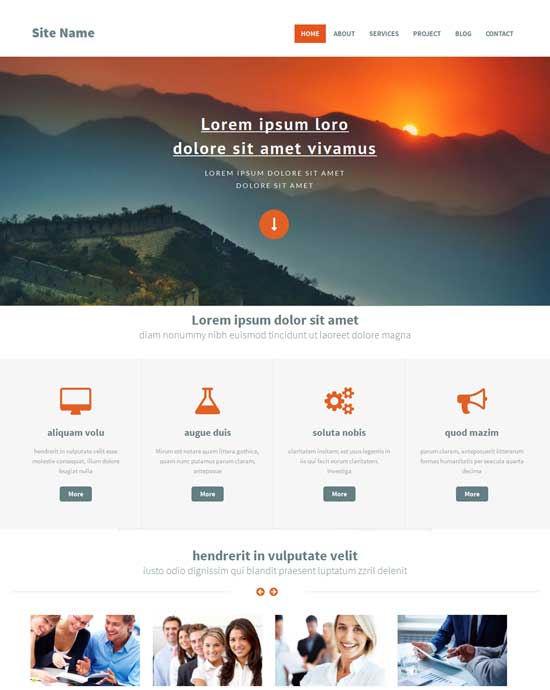 Site Name
HOME ABOUT SERVICES PROJECT BLOG CONTACT
Lorem ipsum loro
dolore sit amet vivamus
LOREM IPSUM DOLORE SIT AMET
DOLORE SIT AMET
Lorem ipsum dolor sit amet
diam nonummy nibh euismod tincidunt ut laoreet dolore magna
aliquam volu
hendrerit in vulputate velit esse
molestie consequat, illum dolore
feugiat nulla
More
augue duis
Mirum est notare quam littera gothica,
quam nunc putamus parum claram,
anteposue
More
soluta nobis
claritatem insitam; est usus legentis in
iis qui facit eorum claritatem.
Investiga
More
quod mazim
parum claram, anteposuerit litterarum
formas humanitatis per seacula quarta
decima
More
hendrerit in vulputate velit
iusto odio dignissim qui blandit praesent luptatum zzril delenit